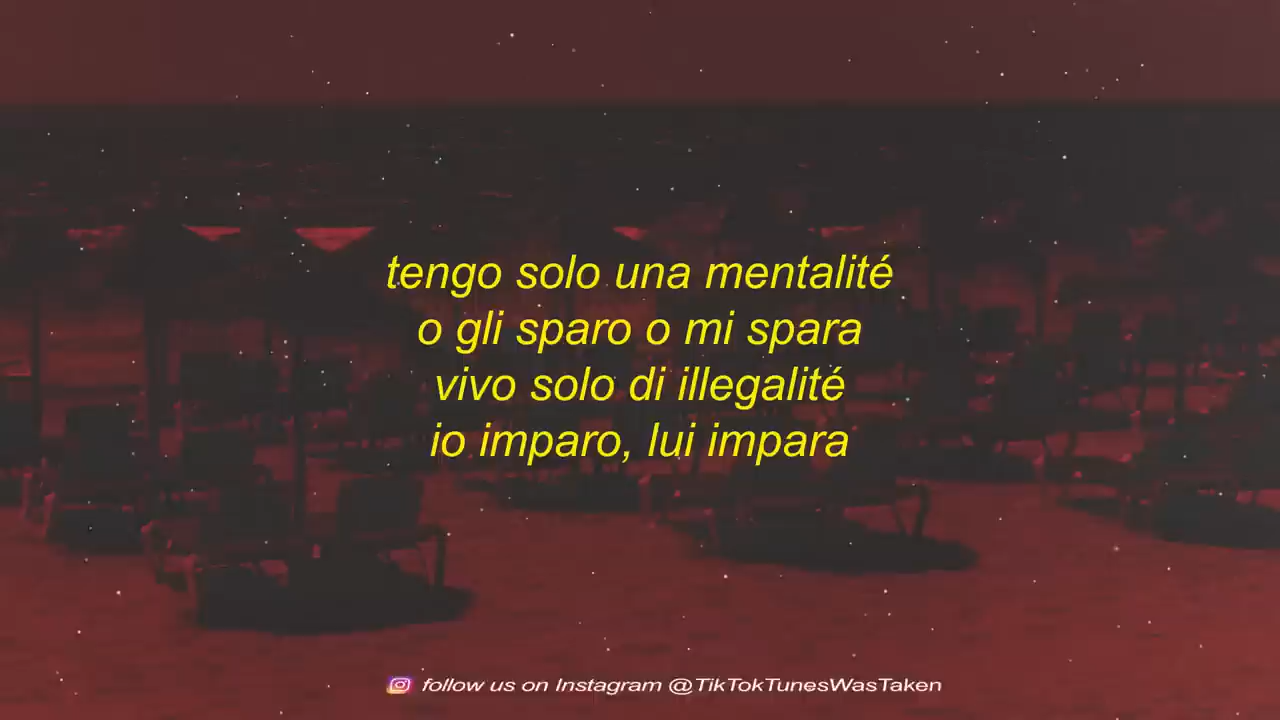 tengo solo una mentalité
o gli sparo o mi spara
vivo solo di illegalité
io imparo, lui impara
follow us on Instagram @TikTokTunesWasTaken